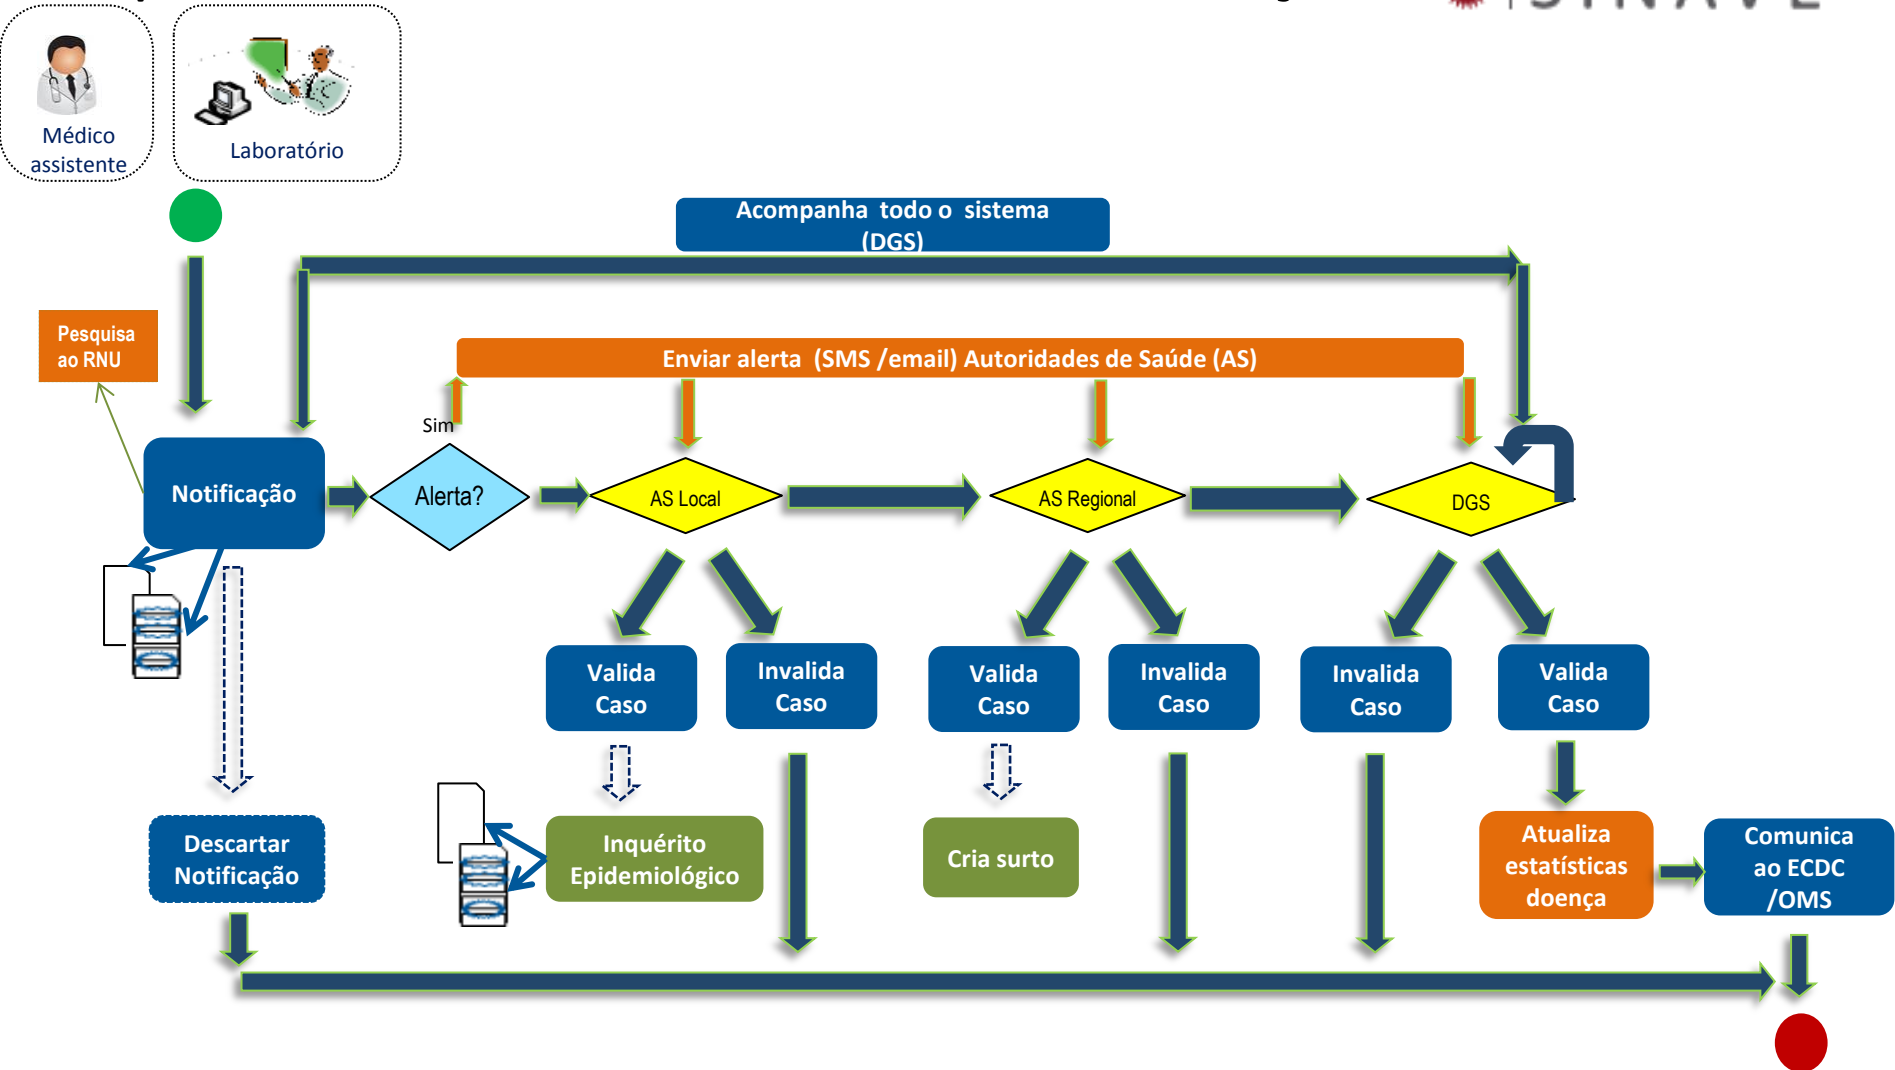 SINAVE
Médico
assistente
Laboratório
Acompanha todo o sistema
(DGS)
Pesquisa
ao RNU
Enviar alerta (SMS /email) Autoridades de Saúde (AS)
Sim
Notificação
Alerta?
AS Local
AS Regional
DGS
Valida
Caso
Invalida
Caso
Valida
Caso
Invalida
Caso
Invalida
Caso
Valida
Caso
Descartar
Notificação
Inquérito
Epidemiológico
Cria surto
Atualiza
estatísticas
doença
Comunica
ao ECDC
/OMS